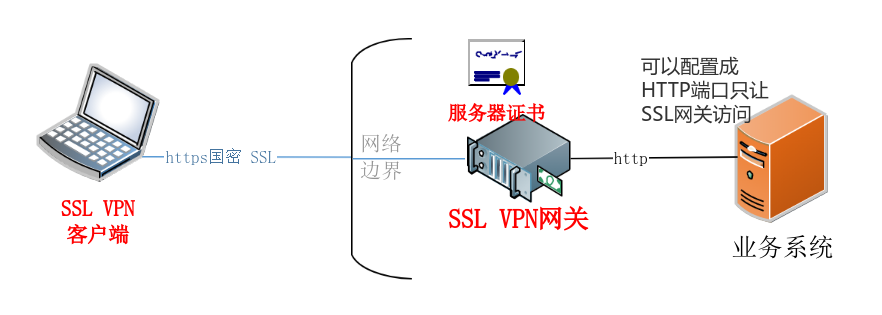 可以配置成
HTTP端口只让
SSL网关访问
服务器证书
网络
边界
https国密 SSL
http
SSL VPN
客户端
SSL VPN网关
业务系统